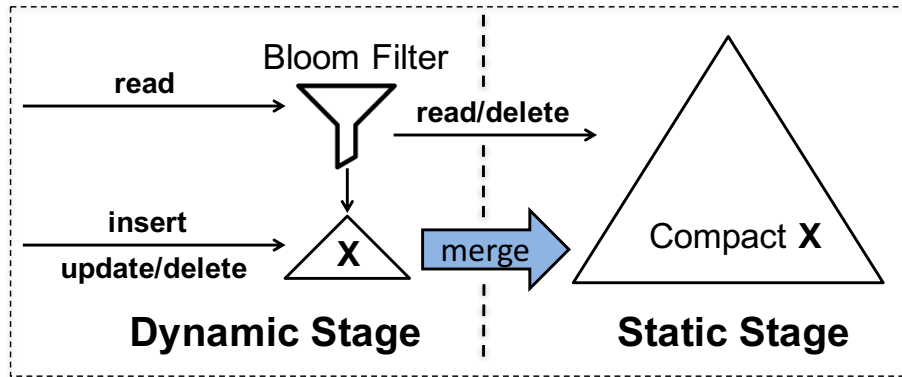 Bloom Filter
read
read/delete
insert
update/delete
X
merge
Compact X
Dynamic Stage
Static Stage